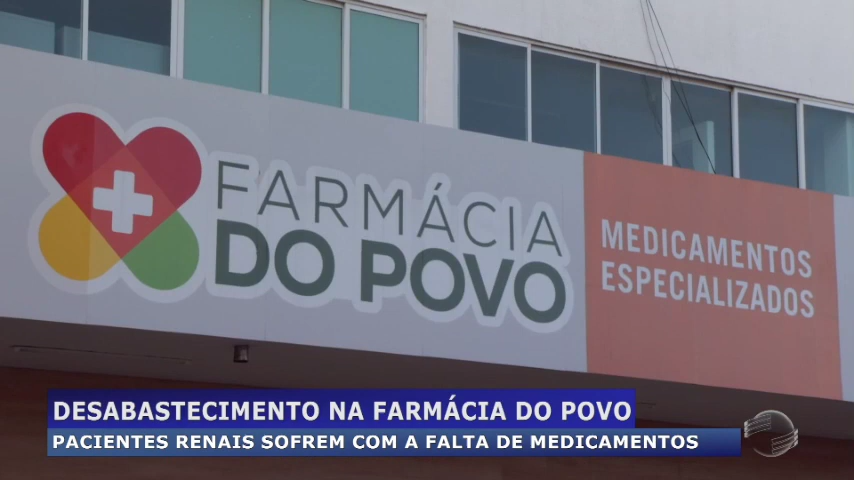 FARMÁCIA
DO POVO
MEDICAMENTOS
ESPECIALIZADOS
DESABASTECIMENTO NA FARMÁCIA DO POVO
PACIENTES RENAIS SOFREM COM A FALTA DE MEDICAMENTOS